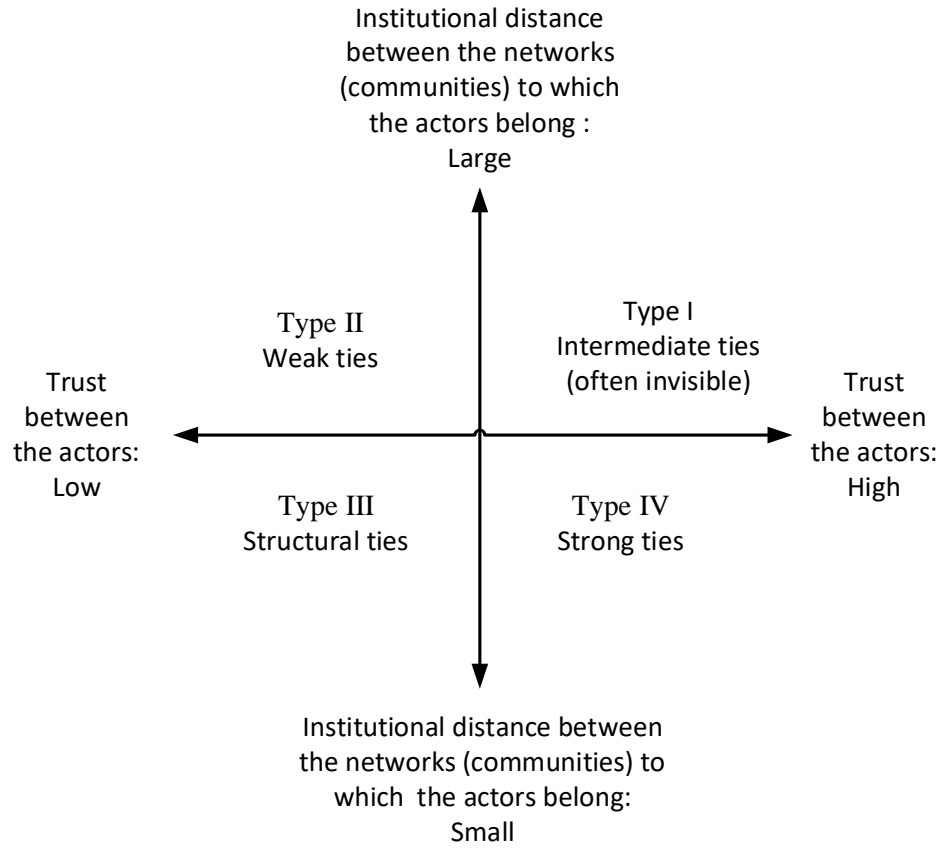 Institutional distance
between the networks
(communities) to which
the actors belong :
Large
Type II
Weak ties
Type I
Intermediate ties
(often invisible)
Trust
between
the actors:
Low
Trust
between
the actors:
High
Type III
Structural ties
Type IV
Strong ties
Institutional distance between
the networks (communities) to
which  the actors belong:
Small